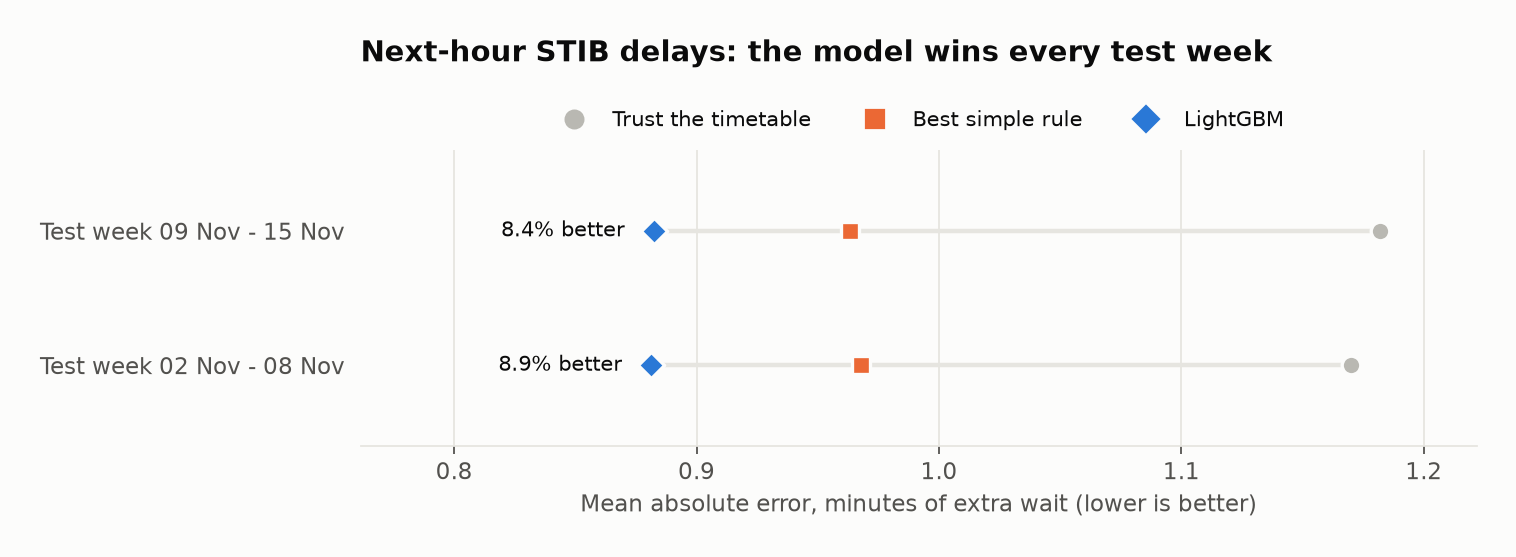 Next-hour STIB delays: the model wins every test week
Trust the timetable Best simple rule LightGBM
Test week 09 Nov - 15 Nov 8.4% better
Test week 02 Nov - 08 Nov 8.9% better
0.8 0.9 1.0 1.1 1.2
Mean absolute error, minutes of extra wait (lower is better)